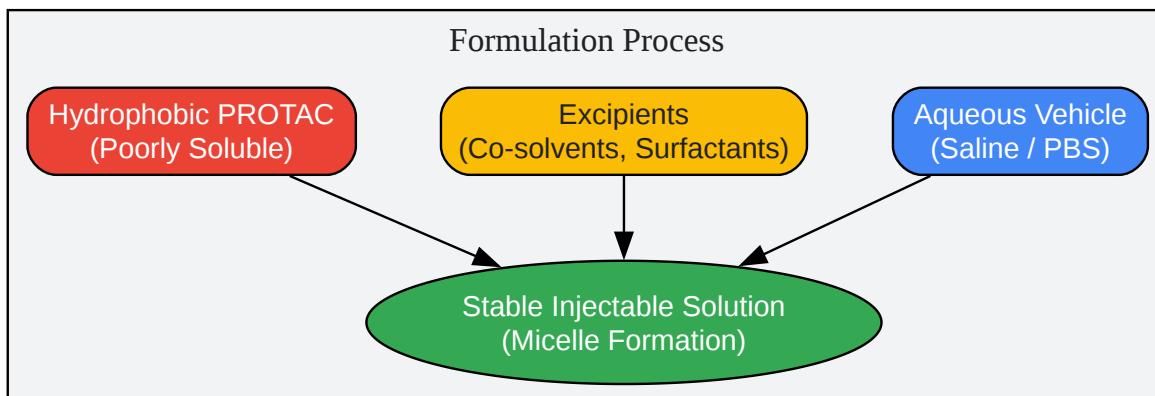 Formulation Process
Hydrophobic PROTAC
(Poorly Soluble)
Excipients
(Co-solvents, Surfactants)
Aqueous Vehicle
(Saline / PBS)
Stable Injectable Solution
(Micelle Formation)